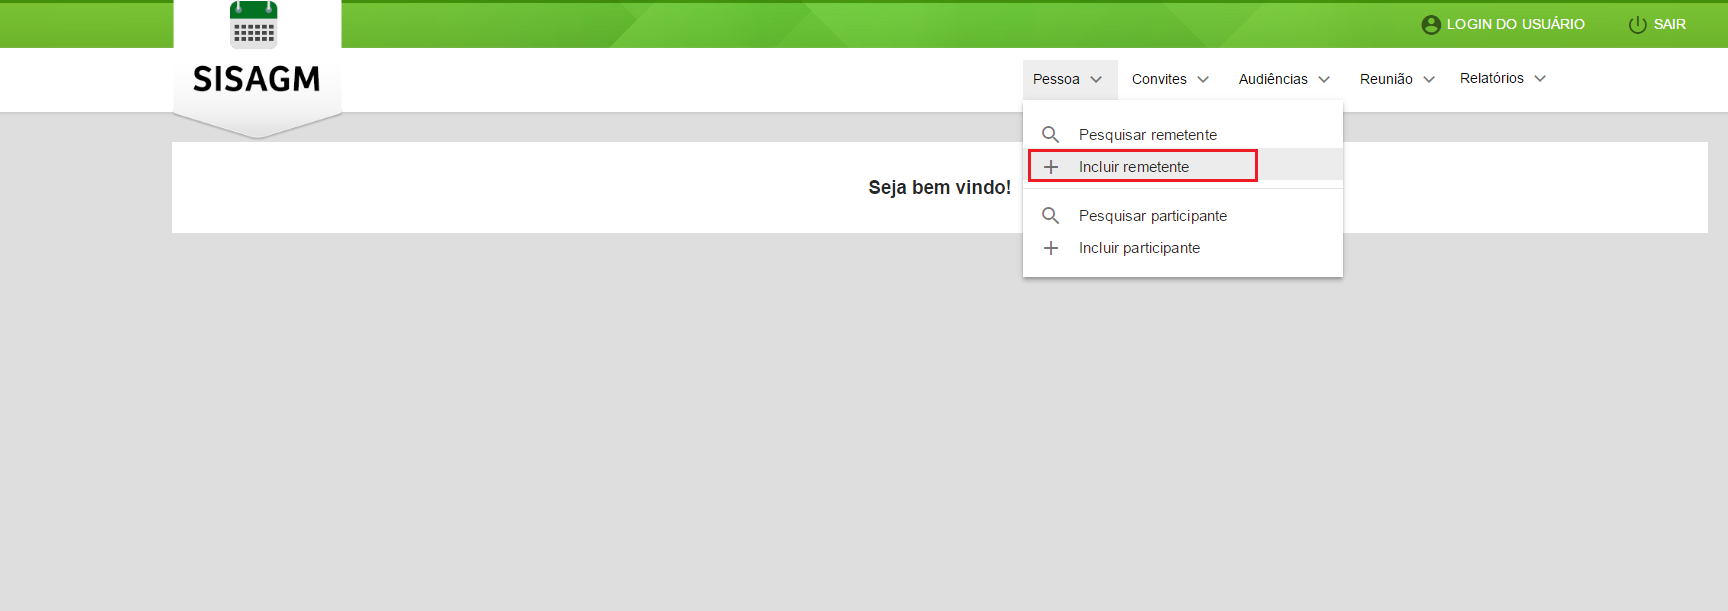 LOGIN DO USUÁRIO
SAIR
SISAGM
Pessoa
Convites
Audiências
Reunião
Relatórios
Pesquisar remetente
Incluir remetente
Seja bem vindo!
Pesquisar participante
Incluir participante